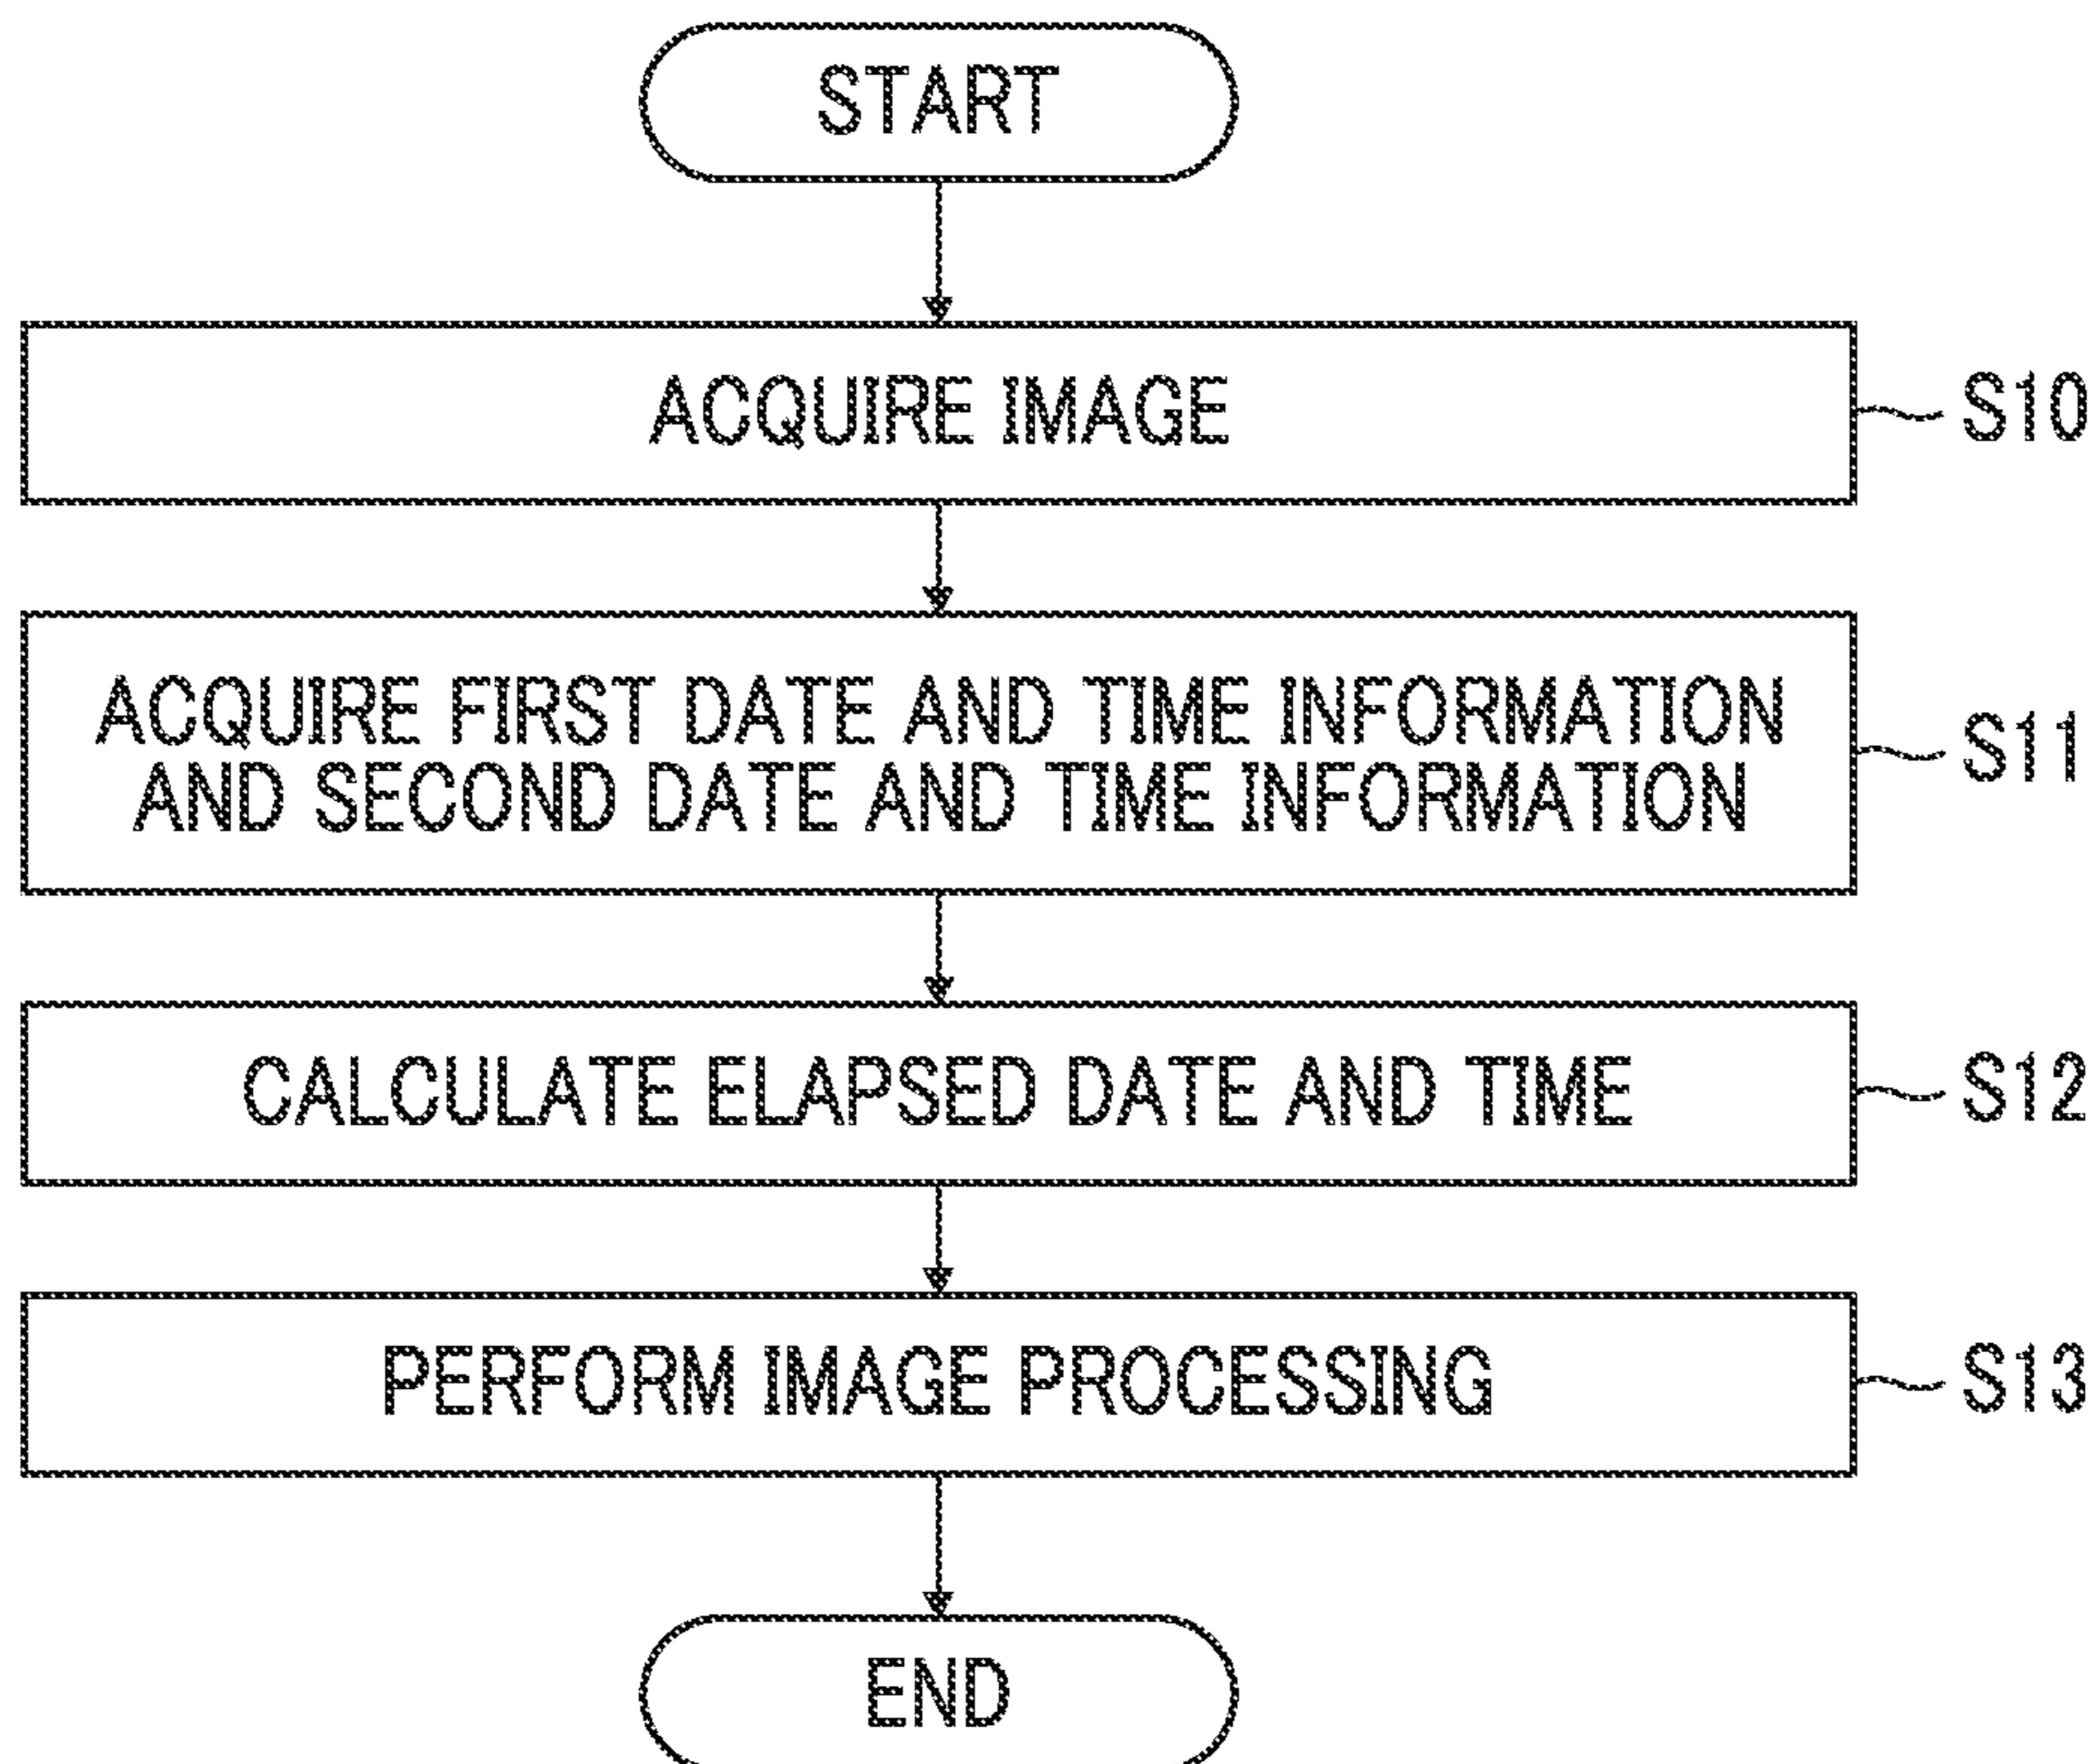 START
ACQUIRE IMAGE
S10
ACQUIRE FIRST DATE AND TIME INFORMATION
AND SECOND DATE AND TIME INFORMATION
S11
CALCULATE ELAPSED DATE AND TIME
S12
PERFORM IMAGE PROCESSING
S13
END